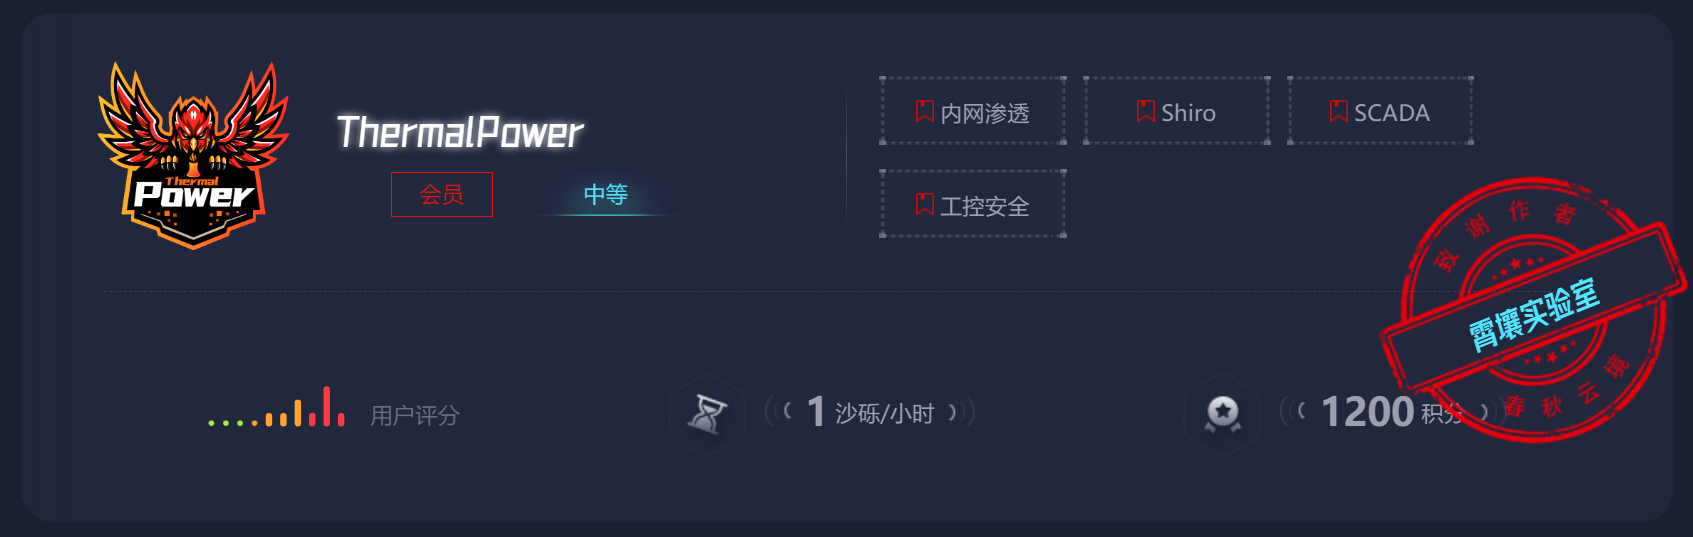 ThermalPower
会员
中等
内网渗透
Shiro
SCADA
工控安全
Thermal
Power
用户评分
1 沙砾/小时
1200 积分
致谢作者
霄壤实验室
春秋云境